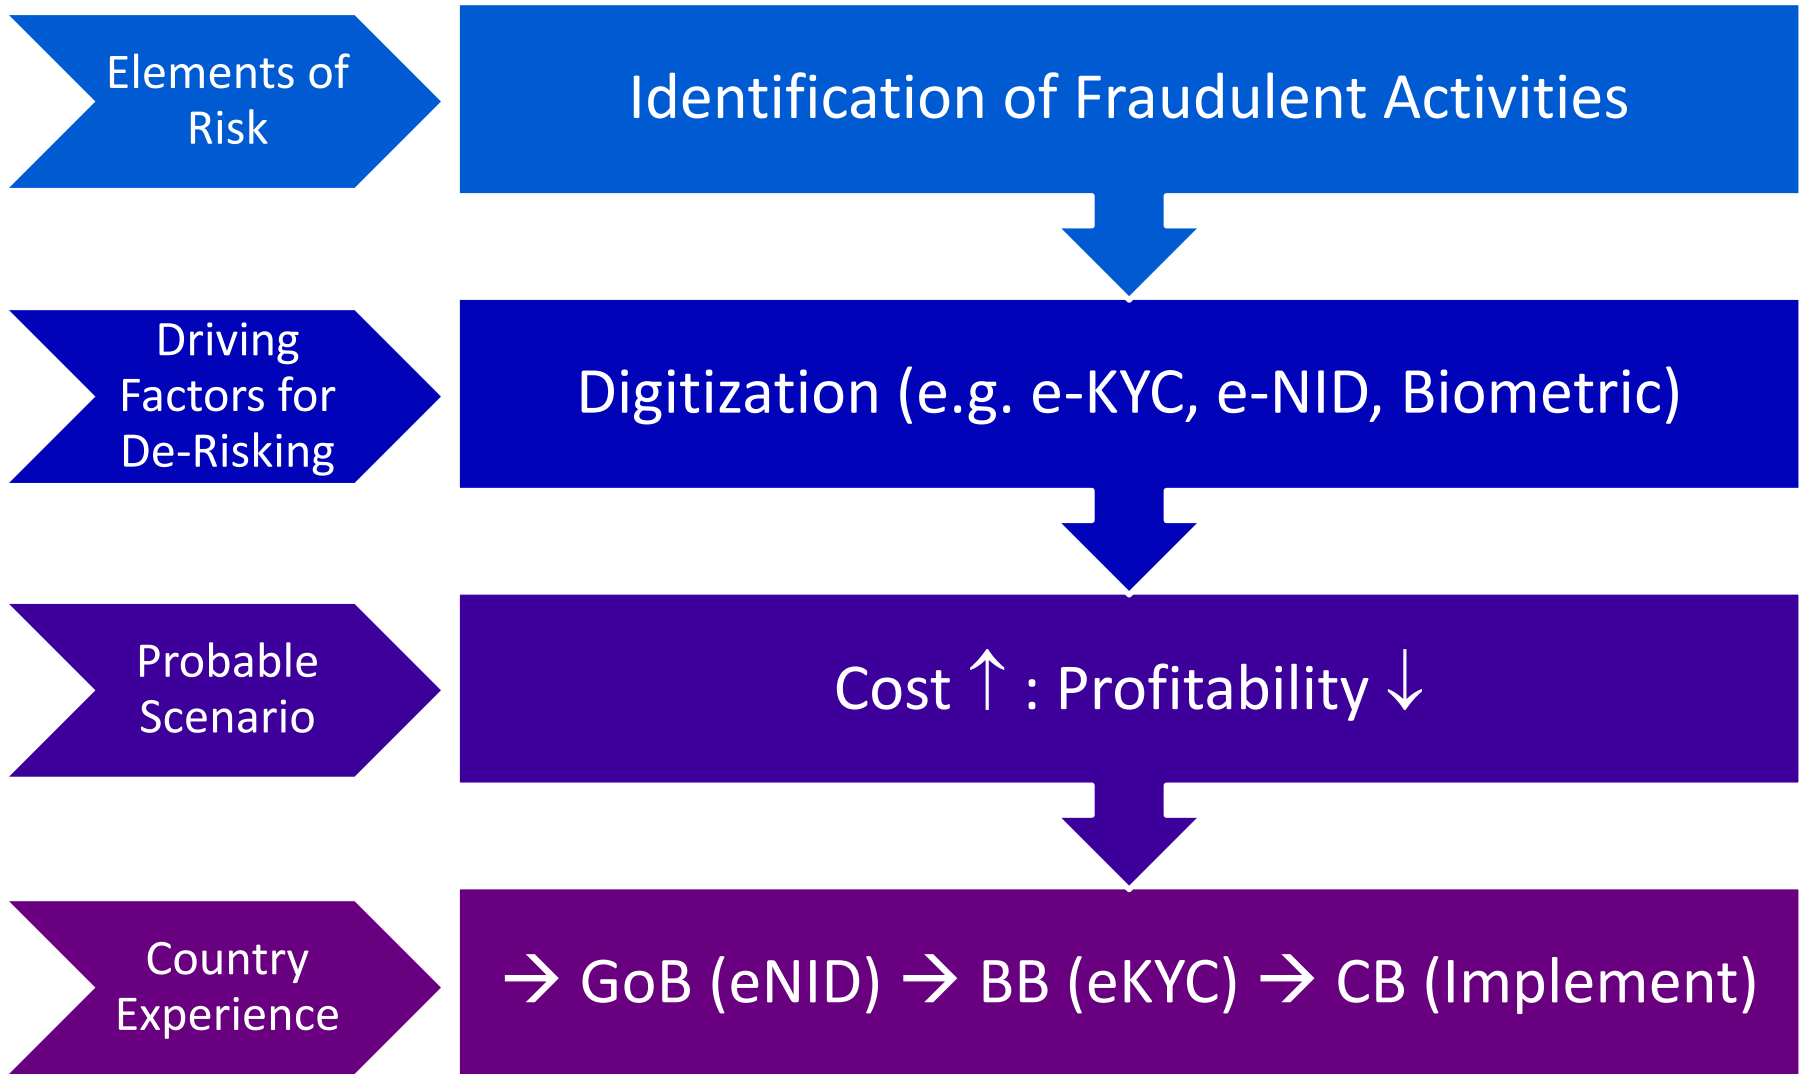 Elements of
Risk
Identification of Fraudulent Activities
Driving
Factors for
De-Risking
Digitization (e.g. e-KYC, e-NID, Biometric)
Probable
Scenario
Cost ↑ : Profitability ↓
Country
Experience
→ GoB (eNID) → BB (eKYC) → CB (Implement)